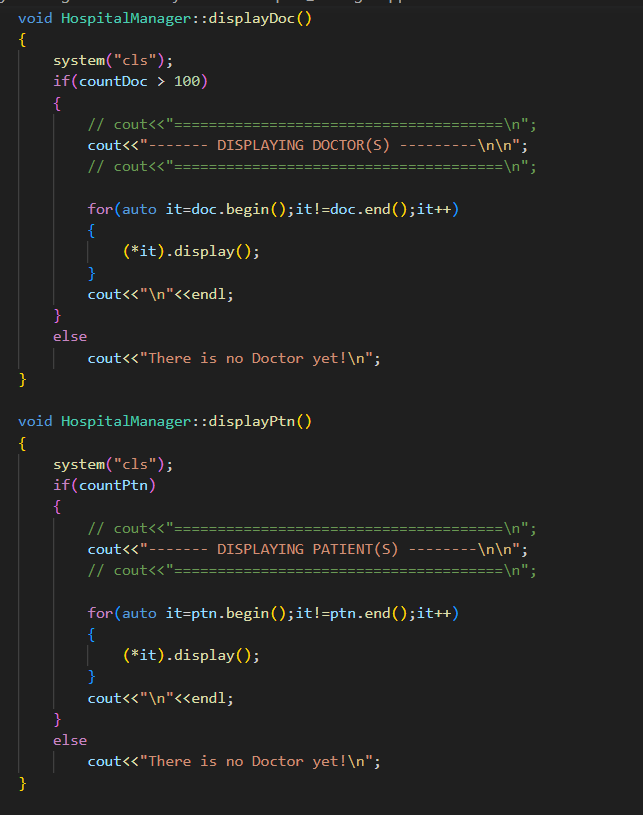 void HospitalManager::displayDoc()
{
    system("cls");
    if(countDoc > 100)
    {
        // cout<<"======================================\n";
        cout<<"------- DISPLAYING DOCTOR(S) ---------\n\n";
        // cout<<"======================================\n";

        for(auto it=doc.begin();it!=doc.end();it++)
        {
            (*it).display();
        }
        cout<<"\n"<<endl;
    }
    else
        cout<<"There is no Doctor yet!\n";
}

void HospitalManager::displayPtn()
{
    system("cls");
    if(countPtn)
    {
        // cout<<"======================================\n";
        cout<<"------- DISPLAYING PATIENT(S) --------\n\n";
        // cout<<"======================================\n";

        for(auto it=ptn.begin();it!=ptn.end();it++)
        {
            (*it).display();
        }
        cout<<"\n"<<endl;
    }
    else
        cout<<"There is no Doctor yet!\n";
}